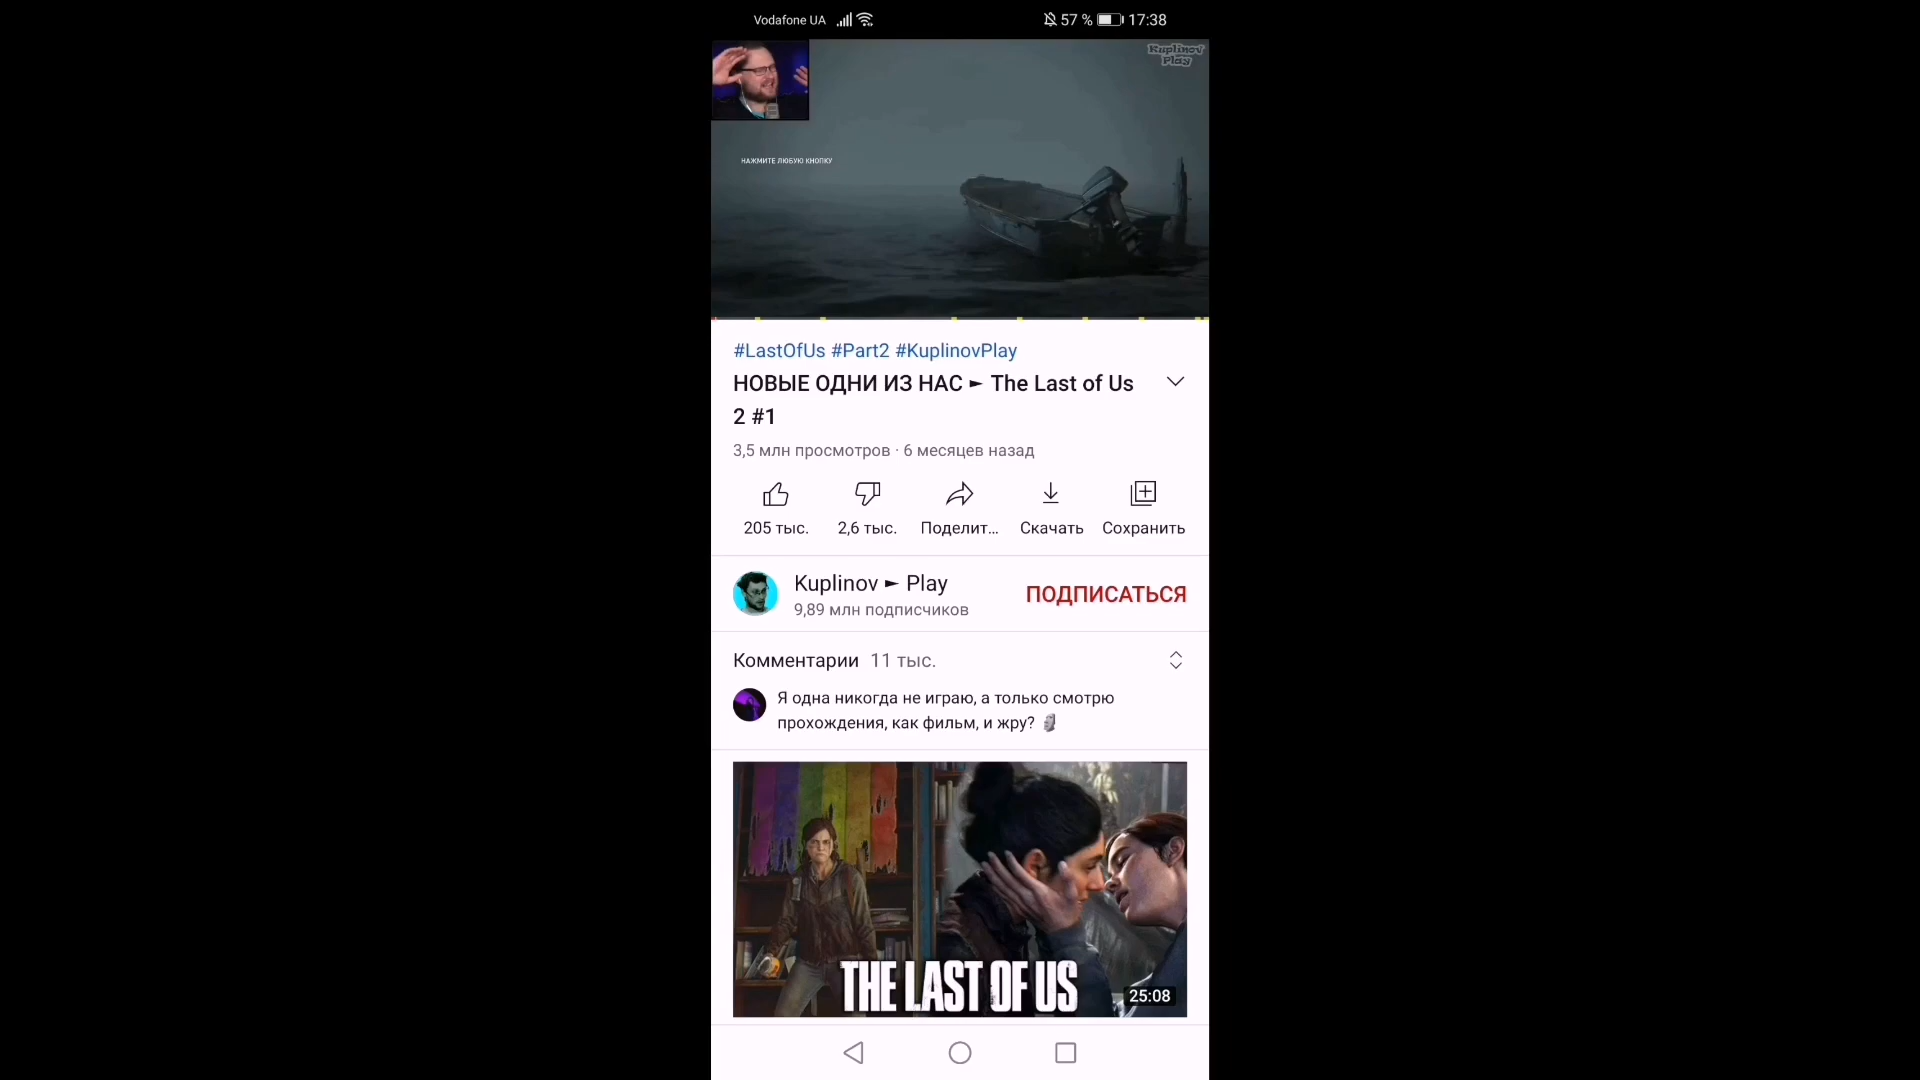 Vodafone UA
57 % 17:38
Kuplinov
Play
НАЖМИТЕ ЛЮБУЮ КНОПКУ
#LastOfUs #Part2 #KuplinovPlay
НОВЫЕ ОДНИ ИЗ НАС ► The Last of Us
2 #1
3,5 млн просмотров · 6 месяцев назад
205 тыс. 2,6 тыс. Поделит... Скачать Сохранить
Kuplinov ► Play
9,89 млн подписчиков
ПОДПИСАТЬСЯ
Комментарии 11 тыс.
Я одна никогда не играю, а только смотрю
прохождения, как фильм, и жру? 🗿
THE LAST OF US
25:08